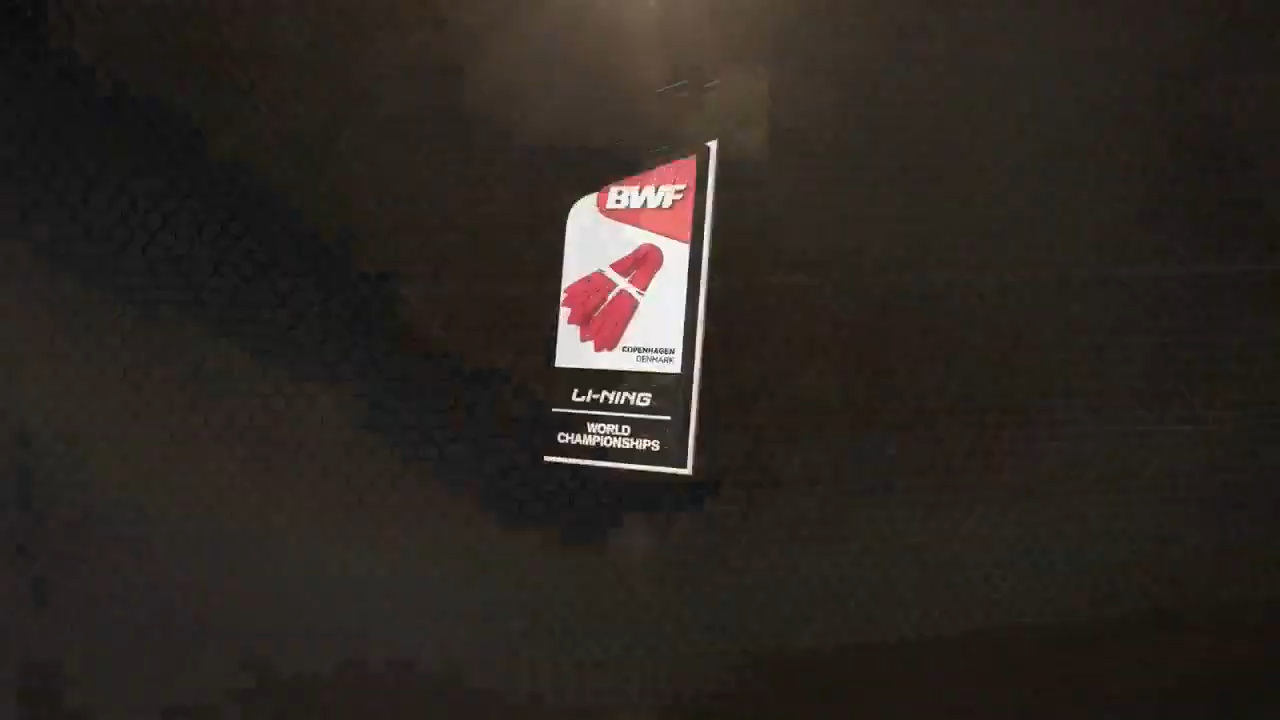 BWF
COPENHAGEN
DENMARK
LI-NING
WORLD
CHAMPIONSHIPS